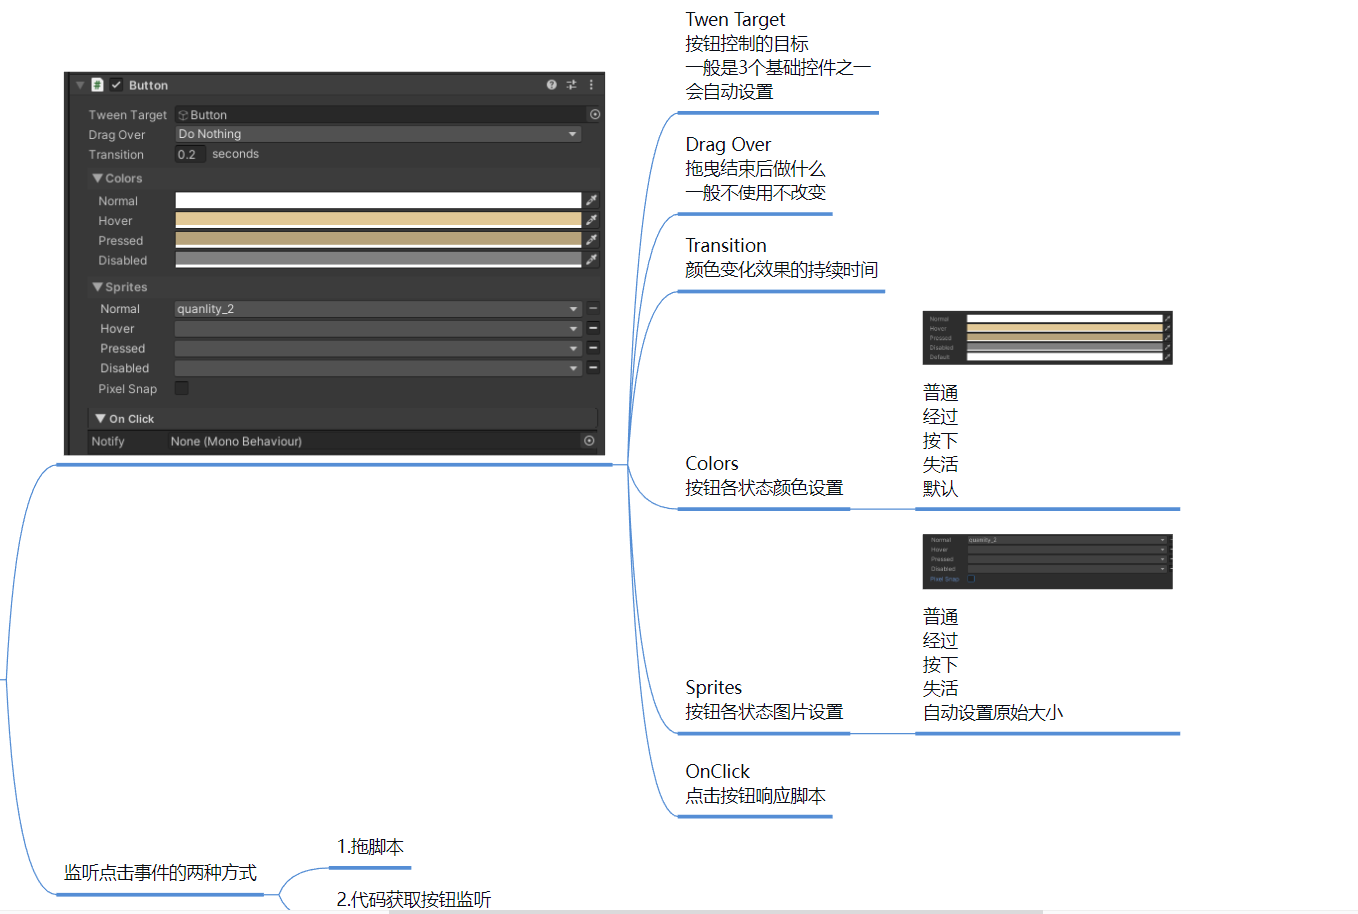 Button
Tween Target
Button
Drag Over
Do Nothing
Transition
0.2
seconds
Colors
Normal
Hover
Pressed
Disabled
Sprites
Normal
quanlity_2
Hover
Pressed
Disabled
Pixel Snap
On Click
Notify
None (Mono Behaviour)
Twen Target
按钮控制的目标
一般是3个基础控件之一
会自动设置
Drag Over
拖曳结束后做什么
一般不使用不改变
Transition
颜色变化效果的持续时间
Colors
按钮各状态颜色设置
Normal
Hover
Pressed
Disabled
Default
普通
经过
按下
失活
默认
Sprites
按钮各状态图片设置
Normal
quanlity_2
Hover
Pressed
Disabled
Pixel Snap
普通
经过
按下
失活
自动设置原始大小
OnClick
点击按钮响应脚本
监听点击事件的两种方式
1.拖脚本
2.代码获取按钮监听